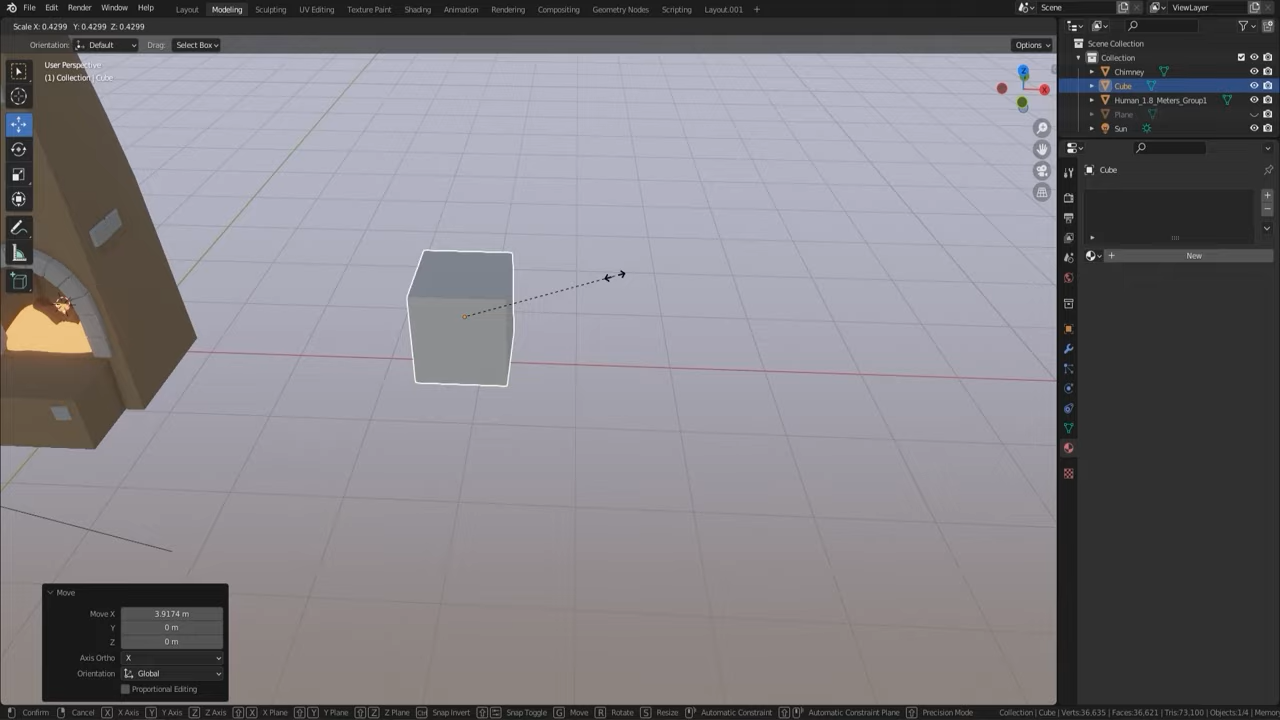 File Edit Render Window Help Layout Modeling Sculpting UV Editing Texture Paint Shading Animation Rendering Compositing Geometry Nodes Scripting Layout.001 + Scene ViewLayer
Scale X: 0.4299 Y: 0.4299 Z: 0.4299
Orientation: Default Drag: Select Box Options
User Perspective
(1) Collection | Cube
Z
X
Scene Collection
Collection
Chimney
Cube
Human_1.8_Meters_Group1
Plane
Sun
Cube
New
Move
Move X 3.9174 m
Y 0 m
Z 0 m
Axis Ortho X
Orientation Global
Proportional Editing
Confirm Cancel X X Axis Y Y Axis Z Z Axis X X Plane Y Y Plane Z Z Plane Snap Invert Snap Toggle G Move R Rotate S Resize Automatic Constraint Automatic Constraint Plane Precision Mode Collection | Cube | Verts:36,635 | Faces:36,621 | Tris:73,100 | Objects:1/4 | Memor